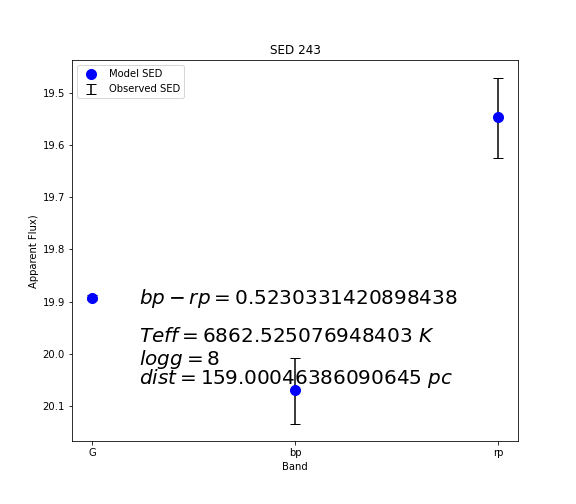 SED 243
Model SED
Observed SED
Apparent Flux)
19.5
19.6
19.7
19.8
19.9
20.0
20.1
bp − rp = 0.5230331420898438
Teff = 6862.525076948403 K
logg = 8
dist = 159.00046386090645 pc
G
bp
rp
Band